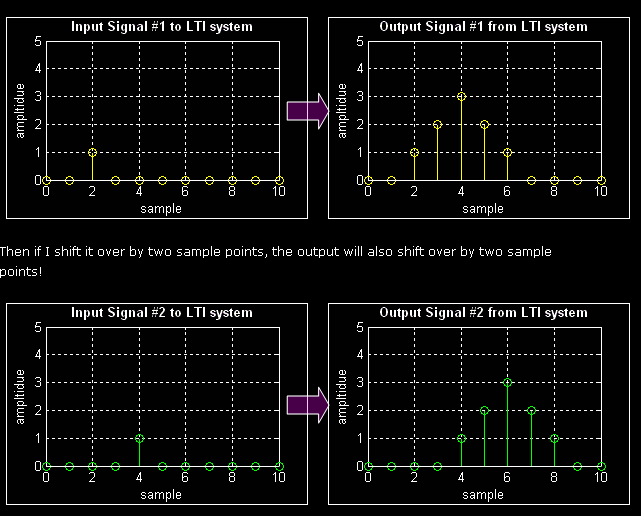 Input Signal #1 to LTI system
5
4
3
2
1
0
ampltidue
0 2 4 6 8 10
sample
Output Signal #1 from LTI system
5
4
3
2
1
0
ampltidue
0 2 4 6 8 10
sample
Then if I shift it over by two sample points, the output will also shift over by two sample
points!
Input Signal #2 to LTI system
5
4
3
2
1
0
ampltidue
0 2 4 6 8 10
sample
Output Signal #2 from LTI system
5
4
3
2
1
0
ampltidue
0 2 4 6 8 10
sample